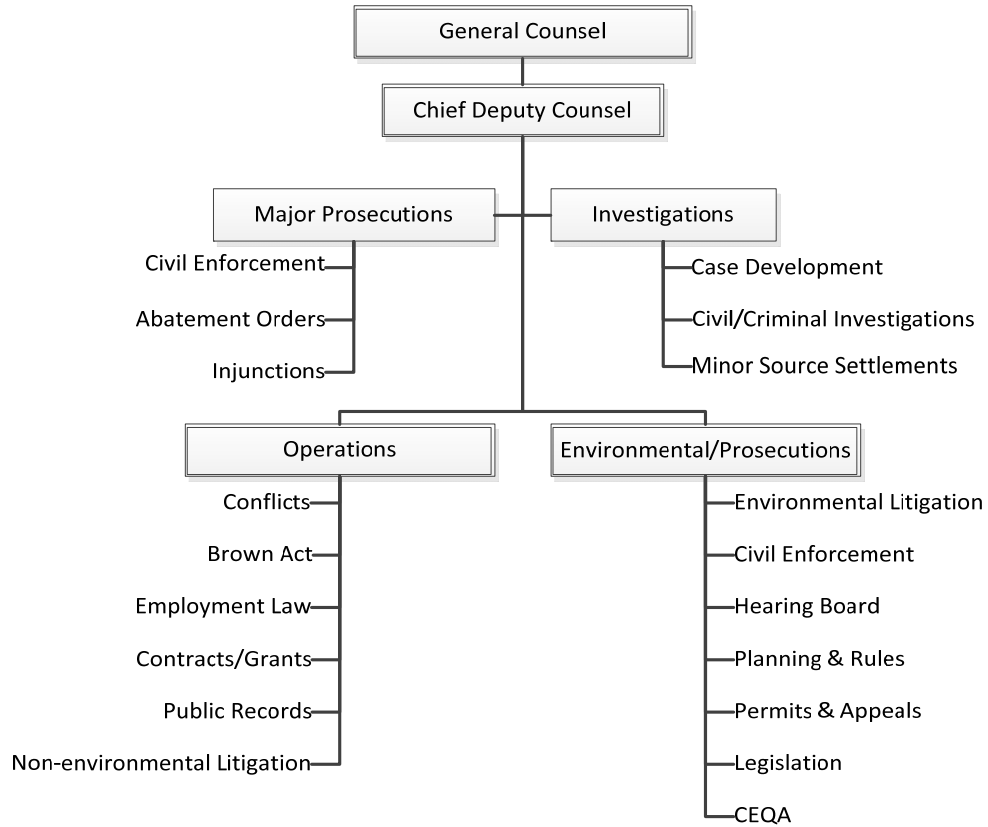 General Counsel
Chief Deputy Counsel
Major Prosecutions
Civil Enforcement
Abatement Orders
Injunctions
Investigations
Case Development
Civil/Criminal Investigations
Minor Source Settlements
Operations
Conflicts
Brown Act
Employment Law
Contracts/Grants
Public Records
Non-environmental Litigation
Environmental/Prosecutions
Environmental Litigation
Civil Enforcement
Hearing Board
Planning & Rules
Permits & Appeals
Legislation
CEQA